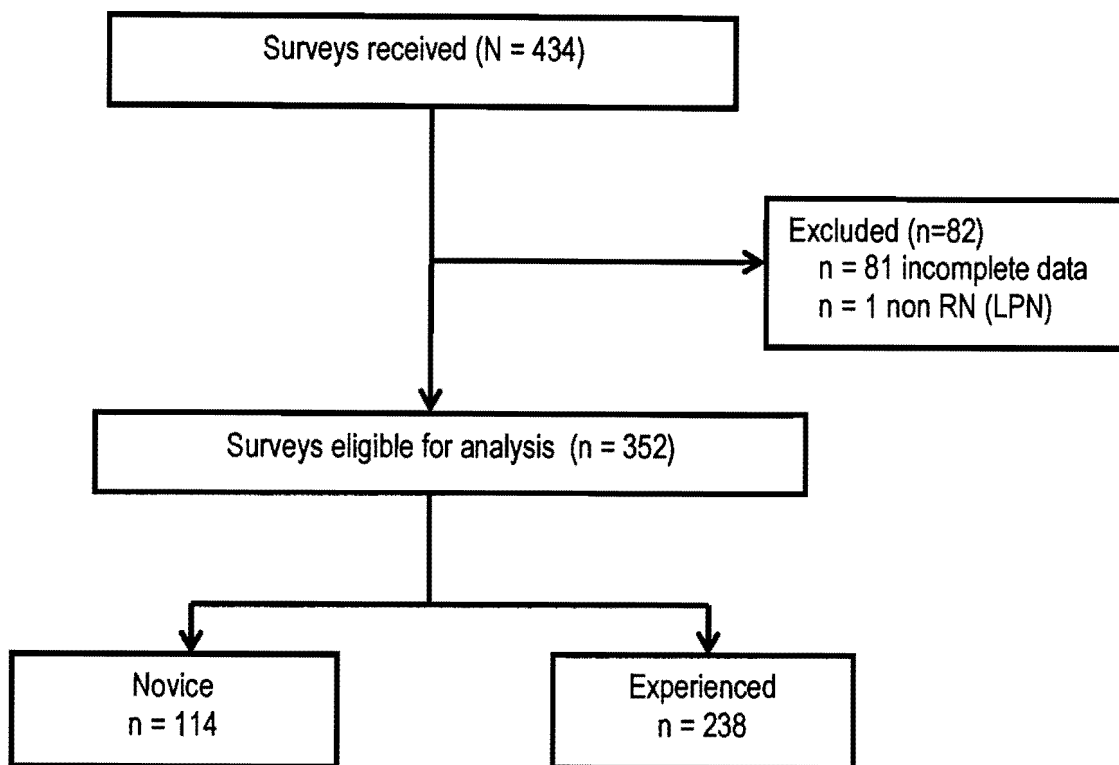 Surveys received (N = 434)
Excluded (n=82)
n = 81 incomplete data
n = 1 non RN (LPN)
Surveys eligible for analysis (n = 352)
Novice
n = 114
Experienced
n = 238